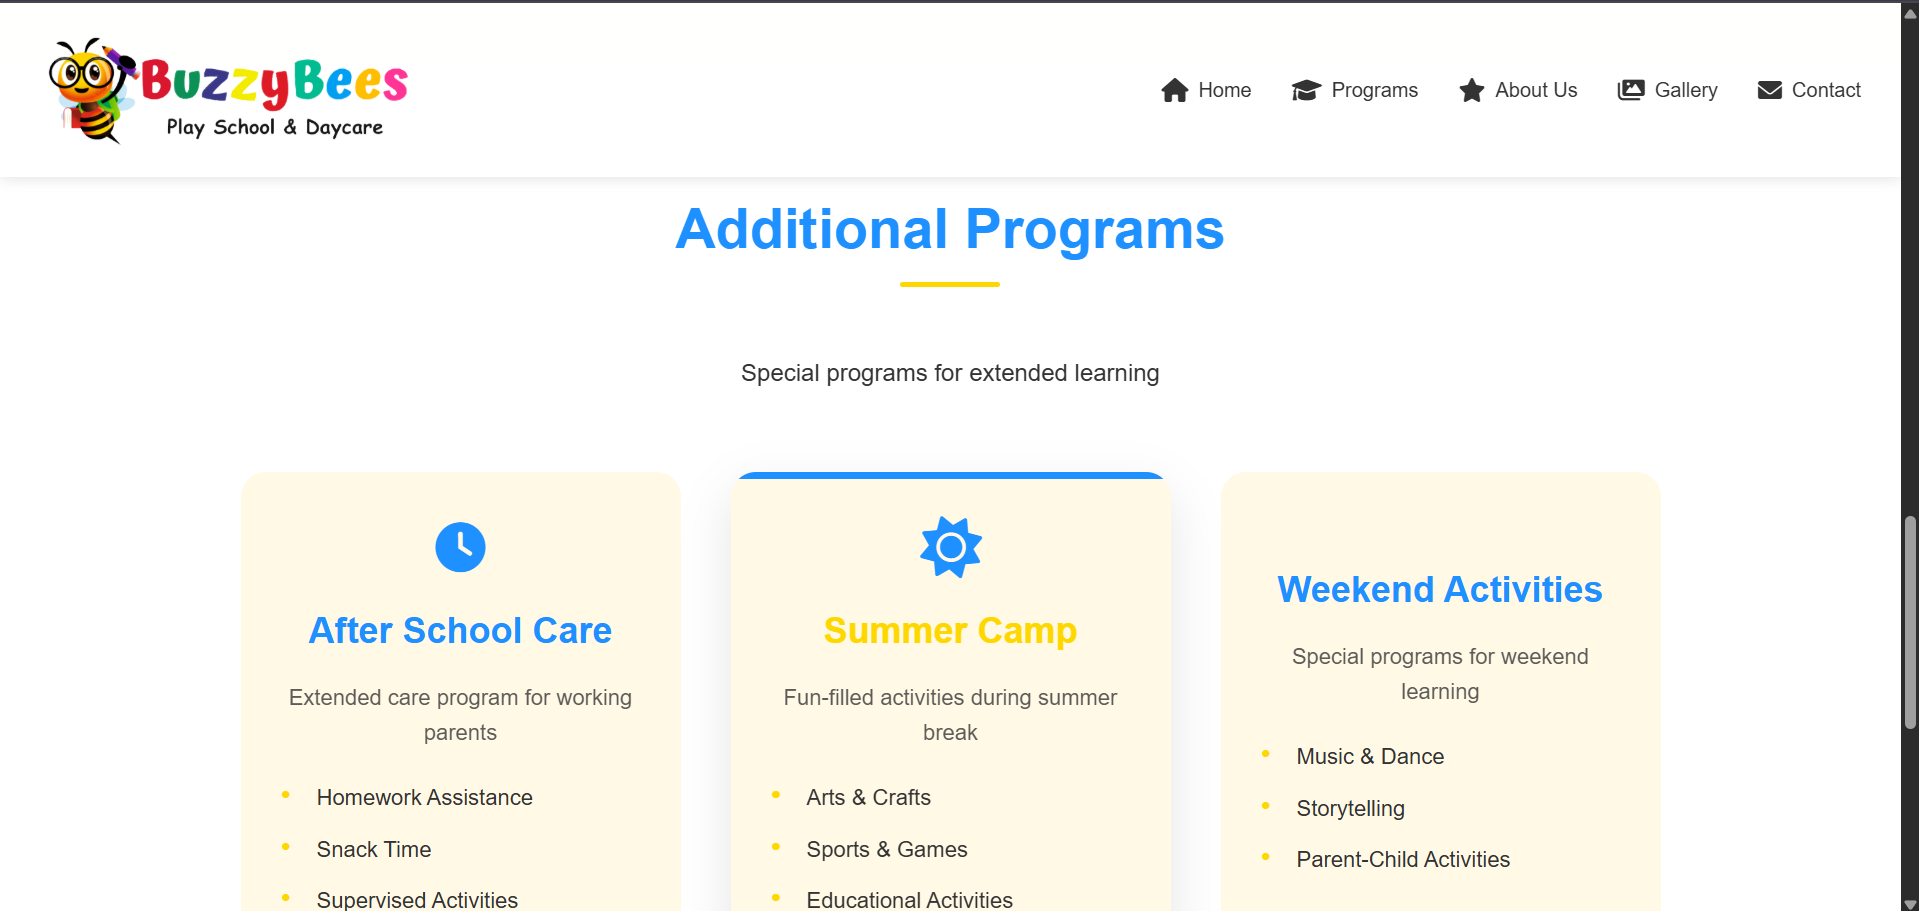 BuzzyBees
Play School & Daycare
Home
Programs
About Us
Gallery
Contact
Additional Programs
Special programs for extended learning
After School Care
Extended care program for working
parents
Homework Assistance
Snack Time
Supervised Activities
Summer Camp
Fun-filled activities during summer
break
Arts & Crafts
Sports & Games
Educational Activities
Weekend Activities
Special programs for weekend
learning
Music & Dance
Storytelling
Parent-Child Activities